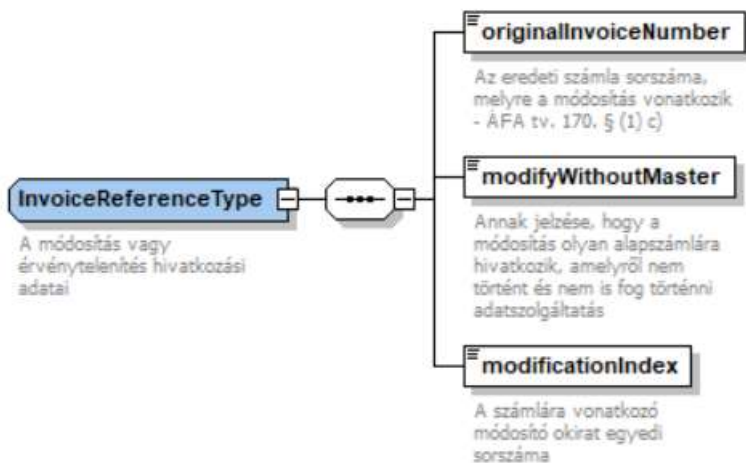 originalInvoiceNumber
Az eredeti számla sorszáma,
melyre a módosítás vonatkozik
- ÁFA tv. 170. § (1) c)
InvoiceReferenceType
A módosítás vagy
érvénytelenítés hivatkozási
adatai
modifyWithoutMaster
Annak jelzése, hogy a
módosítás olyan alapszámlára
hivatkozik, amelyről nem
történt és nem is fog történni
adatszolgáltatás
modificationIndex
A számlára vonatkozó
módosító okirat egyedi
sorszáma